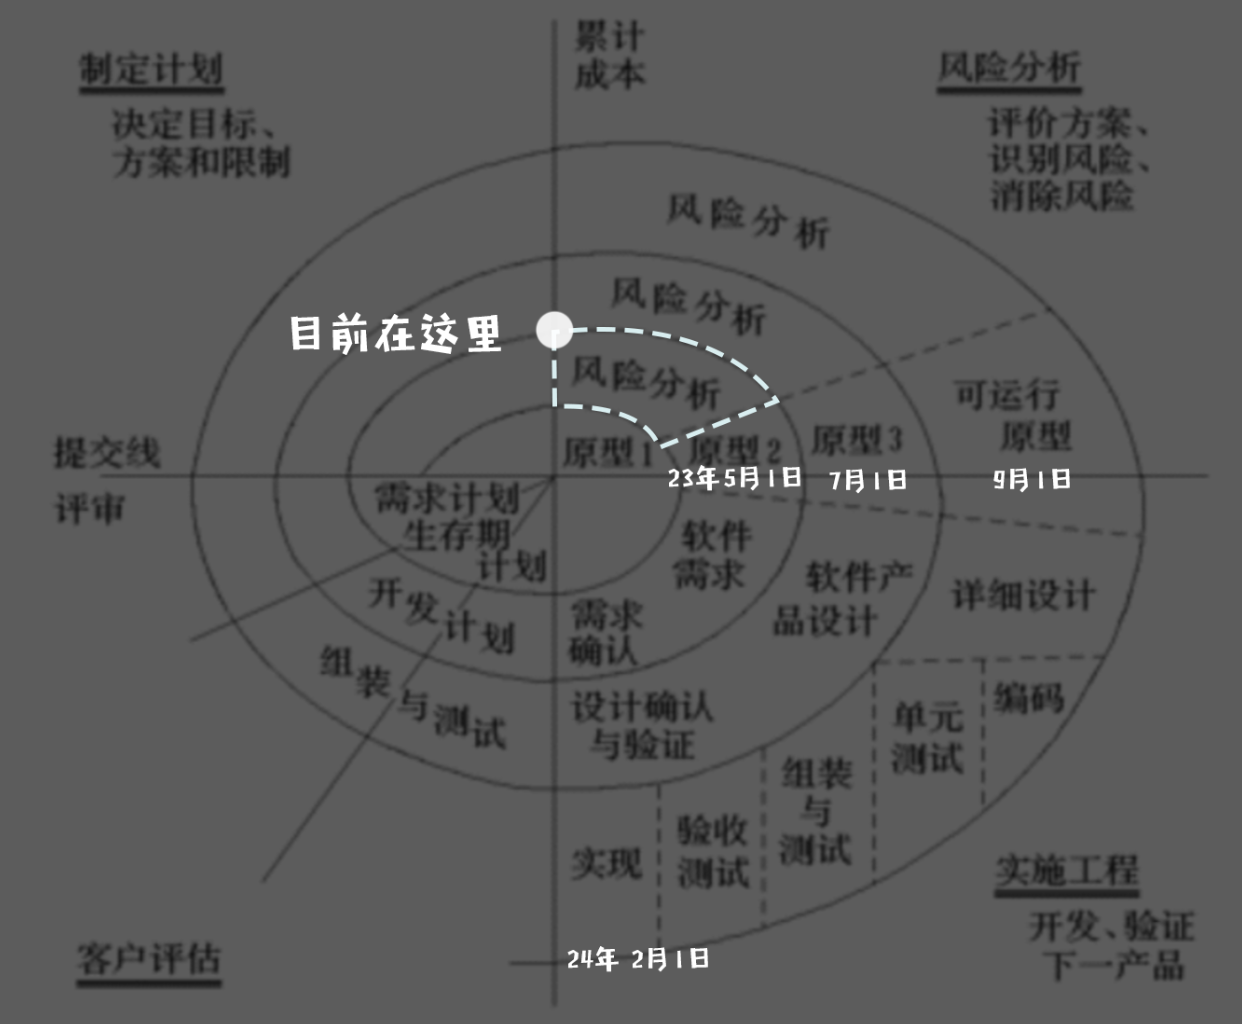 累计
成本
制定计划
决定目标、
方案和限制
风险分析
评价方案、
识别风险、
消除风险
风险分析
风险分析
目前在这里
风险分析
可运行
原型
原型1
原型2
原型3
提交线
23年5月1日
7月1日
9月1日
评审
需求计划
生存期
计划
软件
需求
软件产
品设计
详细设计
开发计划
需求
确认
组装与测试
设计确认
与验证
单元
测试
编码
组装
与
测试
实现
验收
测试
实施工程
开发、验证
下一产品
客户评估
24年 2月1日